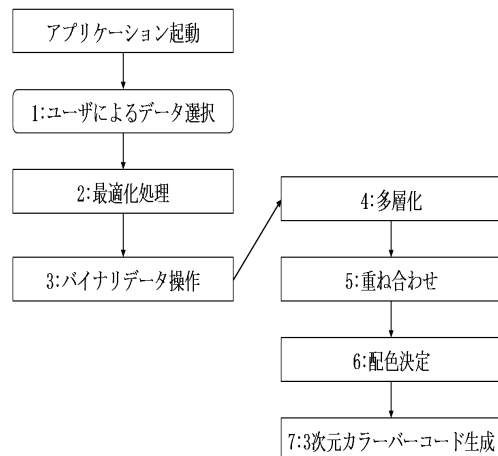 アプリケーション起動
1:ユーザによるデータ選択
2:最適化処理
3:バイナリデータ操作
4:多層化
5:重ね合わせ
6:配色決定
7:3次元カラーバーコード生成